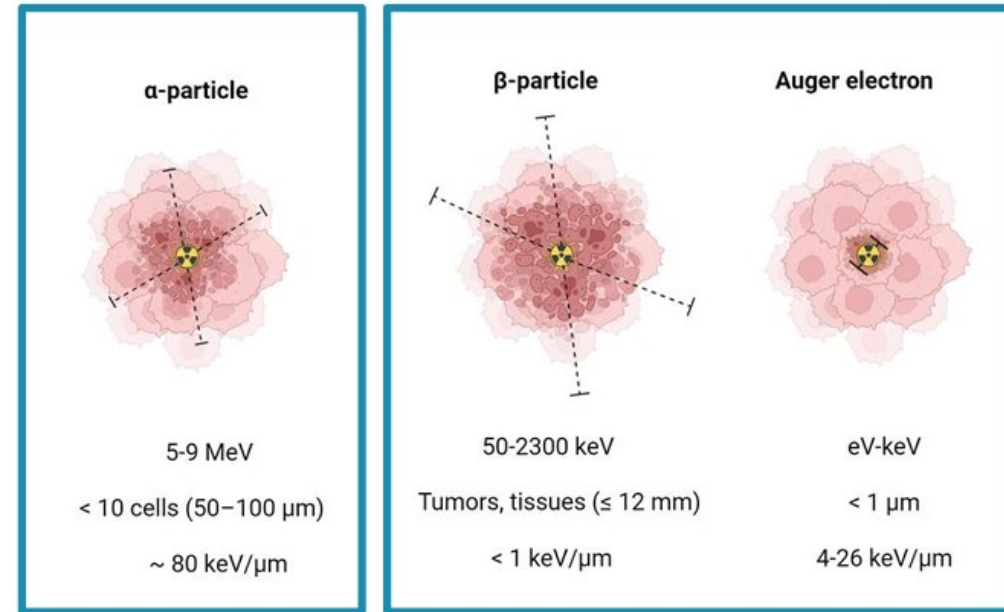 α-particle
5-9 MeV
< 10 cells (50–100 μm)
~ 80 keV/μm
β-particle
50-2300 keV
Tumors, tissues (≤ 12 mm)
< 1 keV/μm
Auger electron
eV-keV
< 1 μm
4-26 keV/μm